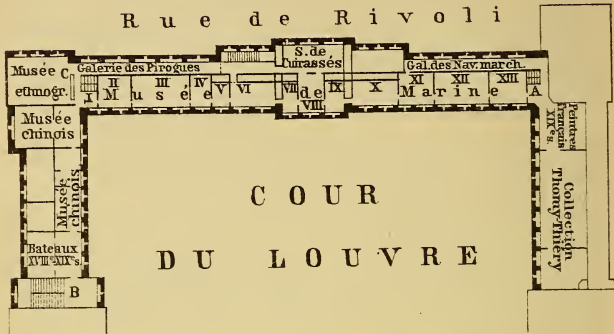 Rue de Rivoli
Musée C
ethnogr.
Galerie des Pirogues
S. de
Cuirassés
Gal. des Nav. march.
I II III IV V VI VII VIII IX X XI XII XIII A
Musée de Marine
Musée
chinois
Musée
chinois
Bateaux
XVIIIe-XIXe s.
B
COUR
DU LOUVRE
Peintres
français
XIXe s.
Collection
Thomy-Thiéry